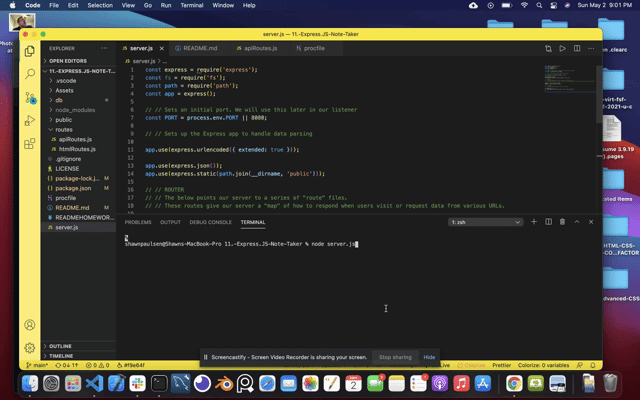 Code File Edit Selection View Go Run Terminal Window Help Sun May 2 9:01 PM
server.js — 11.-Express.JS-Note-Taker
EXPLORER
OPEN EDITORS
11.-EXPRESS.JS-NOTE-T...
.vscode
Assets
db
node_modules
public
routes
apiRoutes.js
htmlRoutes.js
.gitignore
LICENSE
package-lock.j...
package.json
procfile
README.md
READMEHOMEWOR...
server.js
OUTLINE
TIMELINE
server.js README.md apiRoutes.js procfile
server.js > ...
1 const express = require('express');
2 const fs = require('fs');
3 const path = require('path');
4 const app = express();
5
6 // // Sets an initial port. We will use this later in our listener
7 const PORT = process.env.PORT || 8080;
8
9 // // Sets up the Express app to handle data parsing
10
11 app.use(express.urlencoded({ extended: true }));
12
13 app.use(express.json());
14 app.use(express.static(path.join(__dirname, 'public')));
15
16 // // ROUTER
17 // // The below points our server to a series of "route" files.
18 // // These routes give our server a "map" of how to respond when users visit or request data from various URLs.
PROBLEMS OUTPUT DEBUG CONSOLE TERMINAL 1: zsh
shawnpaulsen@Shawns-MacBook-Pro 11.-Express.JS-Note-Taker % node server.js
Screencastify - Screen Video Recorder is sharing your screen. Stop sharing Hide
main* 0 0 #f9e64f Live Prettier Colorize: 0 variables
-virt-fsf-
2021-u-c
sume 3.9.19
).pages
lated Items
HTML-CSS-
CO...FACTOR
dvanced-CSS